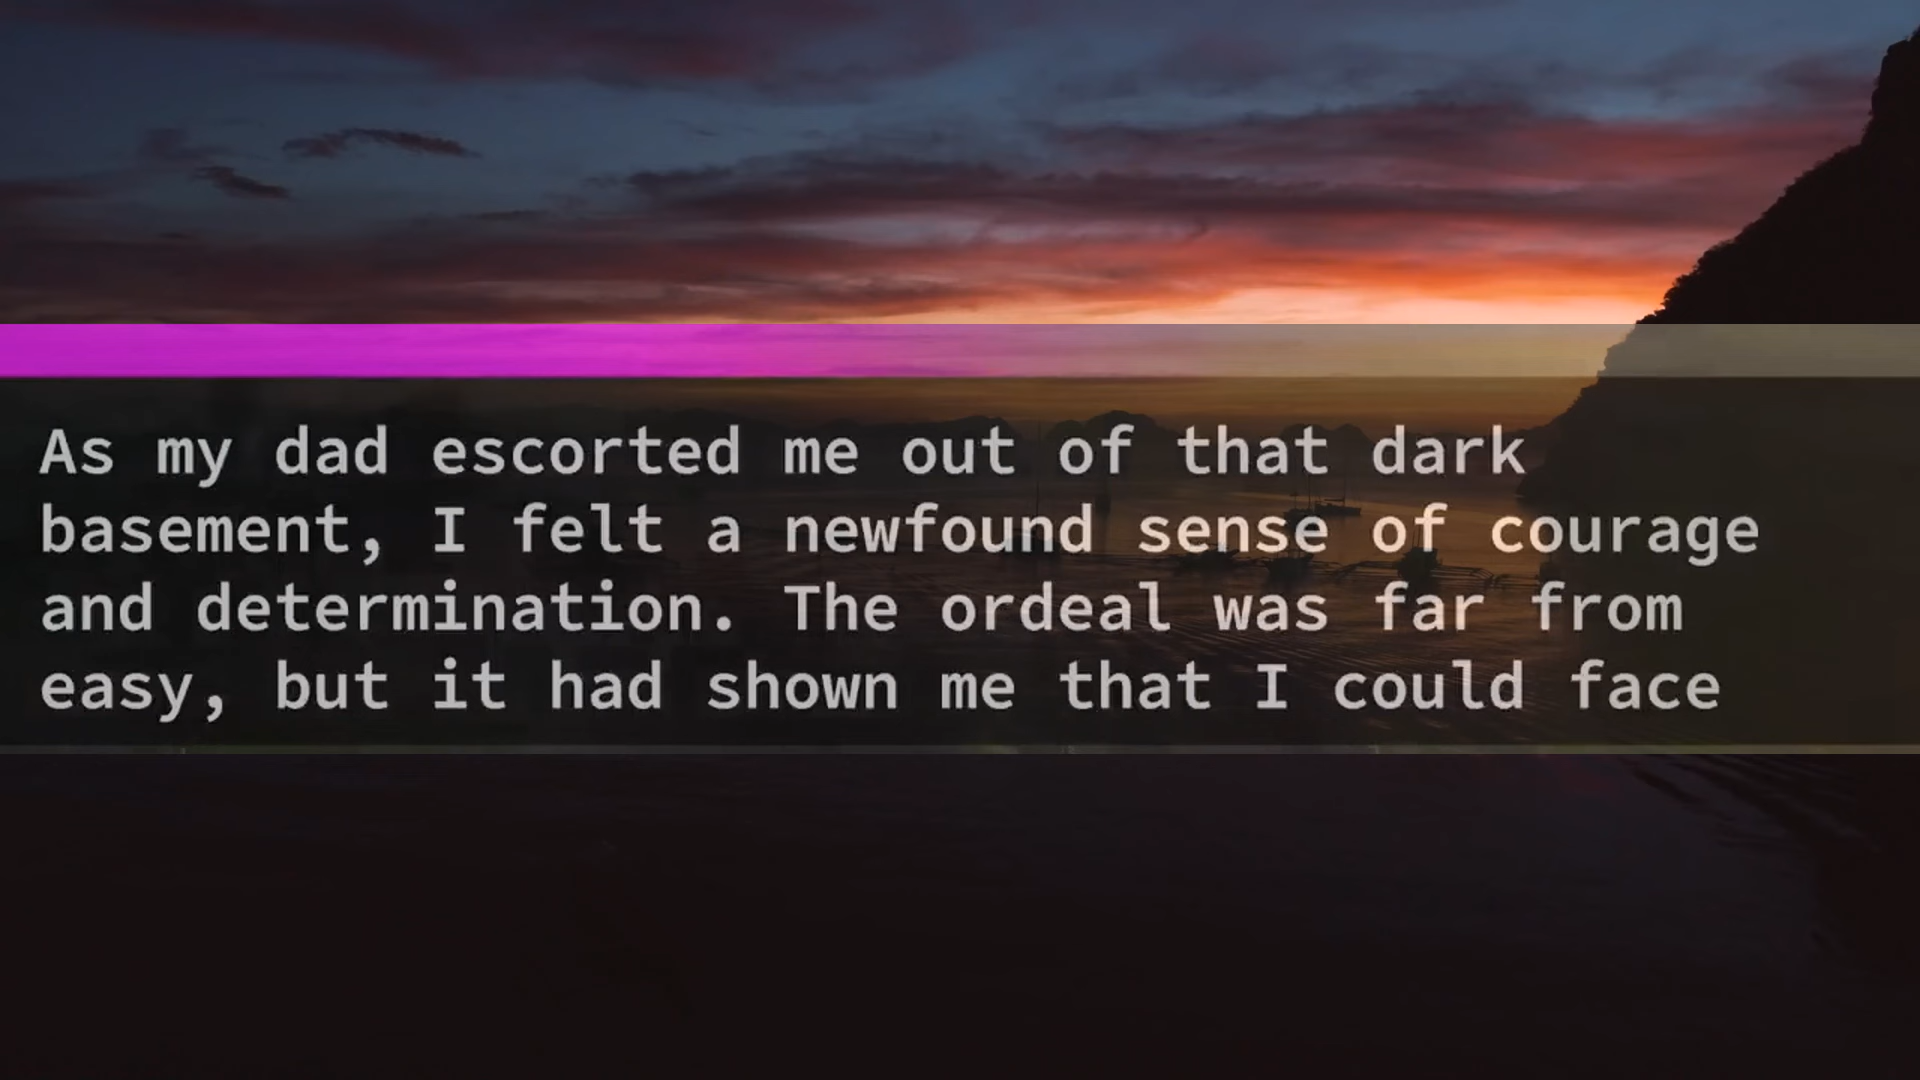 As my dad escorted me out of that dark
basement, I felt a newfound sense of courage
and determination. The ordeal was far from
easy, but it had shown me that I could face